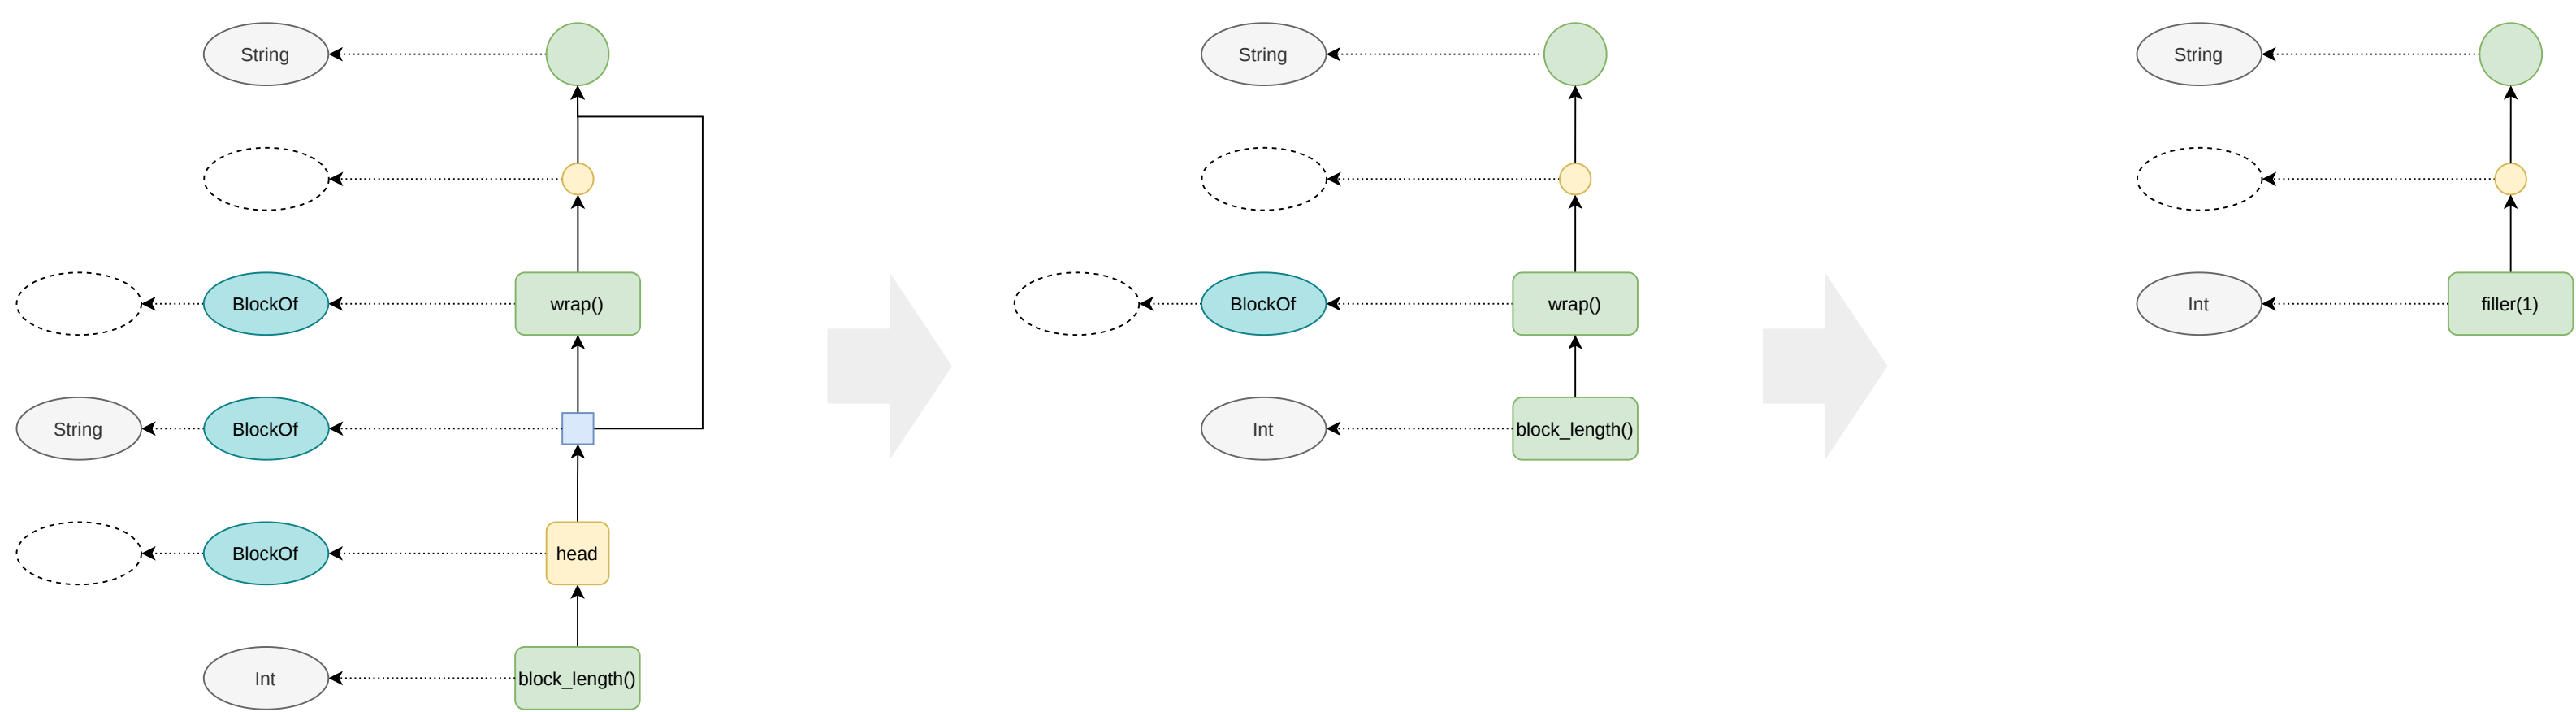 String
BlockOf
wrap()
String
BlockOf
BlockOf
head
Int
block_length()
String
BlockOf
wrap()
Int
block_length()
String
Int
filler(1)